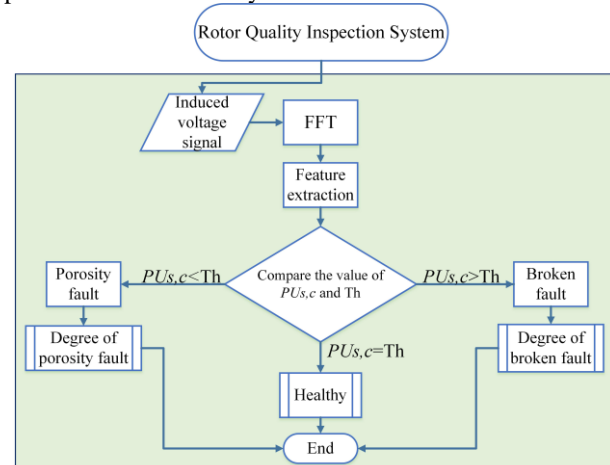 Rotor Quality Inspection System
Induced
voltage
signal
FFT
Feature
extraction
Compare the value of
PUs,c and Th
PUs,c<Th
PUs,c>Th
Porosity
fault
Broken
fault
Degree of
porosity fault
Degree of
broken fault
PUs,c=Th
Healthy
End